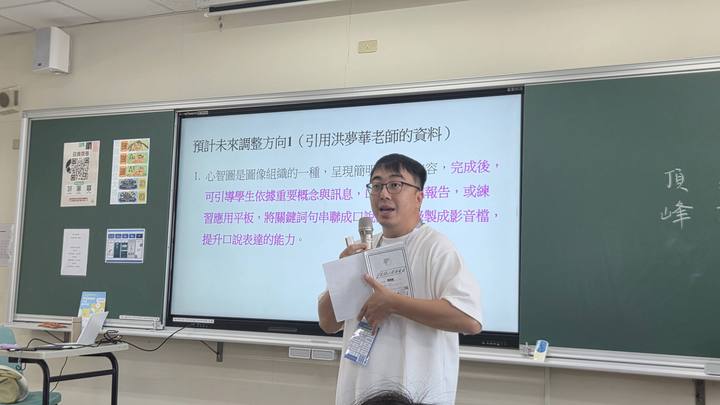 預計未來調整方向1（引用洪夢華老師的資料）
1. 心智圖是圖像組織的一種，呈現簡明 容，完成後，
可引導學生依據重要概念與訊息， 報告，或練
習應用平板，將關鍵詞句串聯成口說 製成影音檔，
提升口說表達的能力。
頂
峰